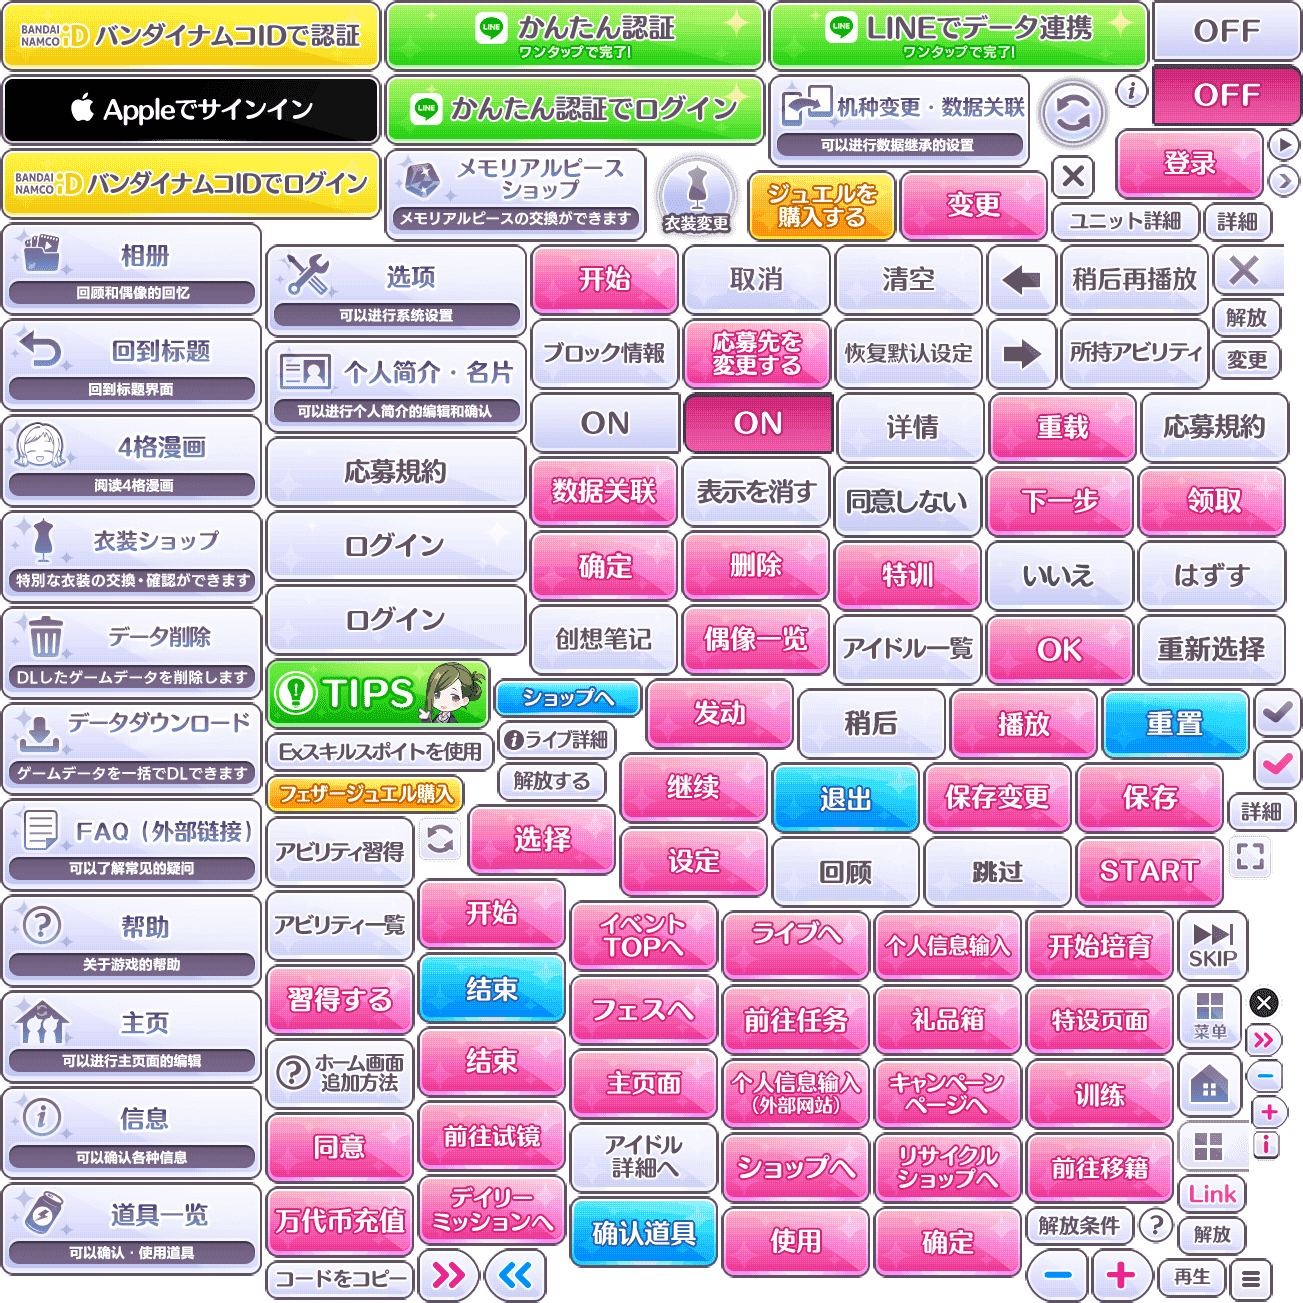 BANDAI NAMCO iD バンダイナムコIDで認証
LINE かんたん認証
ワンタップで完了!
LINE LINEでデータ連携
ワンタップで完了!
OFF
Appleでサインイン
LINE かんたん認証でログイン
机种变更・数据关联
可以进行数据继承的设置
i
OFF
BANDAI NAMCO iD バンダイナムコIDでログイン
メモリアルピース
ショップ
メモリアルピースの交換ができます
衣装変更
ジュエルを
購入する
変更
登录
ユニット詳細
詳細
相册
回顾和偶像的回忆
选项
可以进行系统设置
开始
取消
清空
稍后再播放
解放
回到标题
回到标题界面
个人简介・名片
可以进行个人简介的编辑和确认
ブロック情報
応募先を
変更する
恢复默认设定
所持アビリティ
変更
4格漫画
阅读4格漫画
応募規約
ON
ON
详情
重载
応募規約
数据关联
表示を消す
同意しない
下一步
领取
衣装ショップ
特別な衣装の交換・確認ができます
ログイン
确定
删除
特训
いいえ
はずす
データ削除
DLしたゲームデータを削除します
ログイン
创想笔记
偶像一览
アイドル一覧
OK
重新选择
TIPS
ショップへ
发动
稍后
播放
重置
データダウンロード
ゲームデータを一括でDLできます
Exスキルスポイトを使用
ライブ詳細
解放する
フェザージュエル購入
继续
退出
保存变更
保存
詳細
FAQ（外部链接）
可以了解常见的疑问
アビリティ習得
选择
设定
回顾
跳过
START
帮助
关于游戏的帮助
アビリティ一覧
开始
イベント
TOPへ
ライブへ
个人信息输入
开始培育
SKIP
習得する
结束
フェスへ
前往任务
礼品箱
特设页面
菜单
主页
可以进行主页面的编辑
ホーム画面
追加方法
结束
主页面
个人信息输入
（外部网站）
キャンペーン
ページへ
训练
信息
可以确认各种信息
同意
前往试镜
アイドル
詳細へ
ショップへ
リサイクル
ショップへ
前往移籍
i
Link
道具一览
可以确认・使用道具
万代币充值
デイリー
ミッションへ
确认道具
使用
确定
解放条件
?
解放
コードをコピー
再生